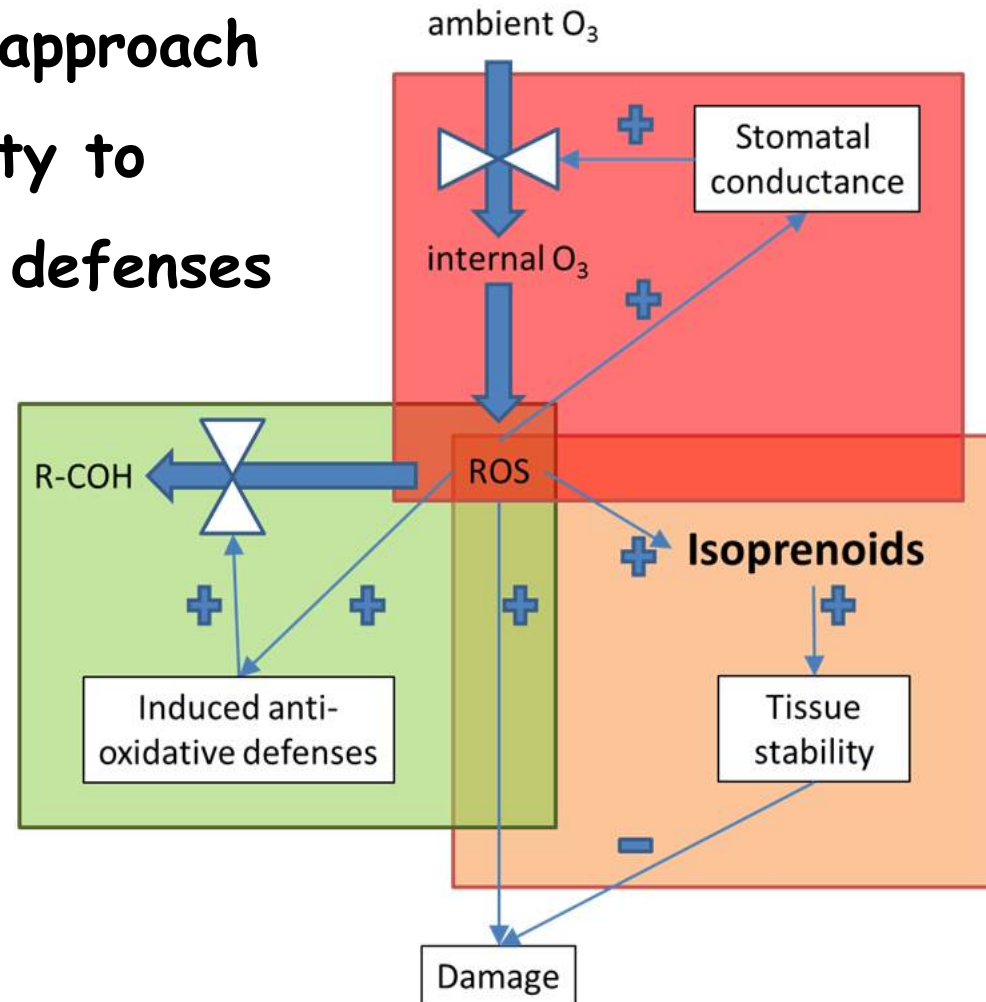 approach
ty to
defenses
ambient O₃
Stomatal
conductance
internal O₃
R-COH
ROS
Isoprenoids
Induced anti-
oxidative defenses
Tissue
stability
Damage